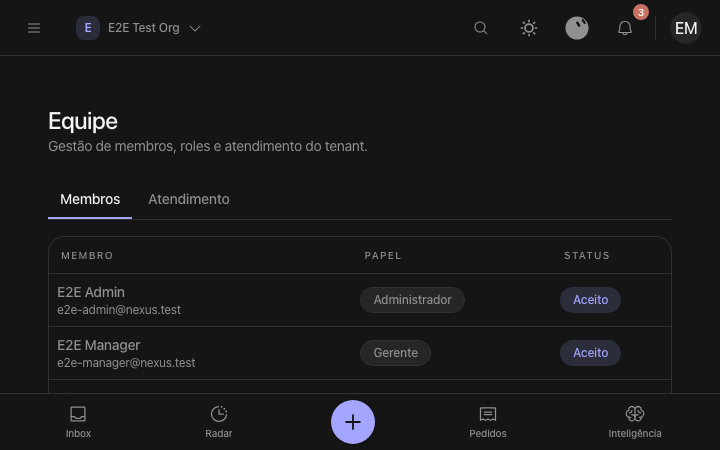 E E2E Test Org 3 EM
Equipe
Gestão de membros, roles e atendimento do tenant.
Membros Atendimento
MEMBRO PAPEL STATUS
E2E Admin
e2e-admin@nexus.test
Administrador Aceito
E2E Manager
e2e-manager@nexus.test
Gerente Aceito
Inbox Radar Pedidos Inteligência